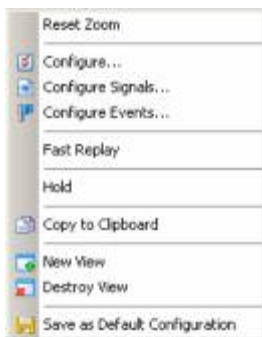 Reset Zoom
Configure...
Configure Signals...
Configure Events...
Fast Replay
Hold
Copy to Clipboard
New View
Destroy View
Save as Default Configuration